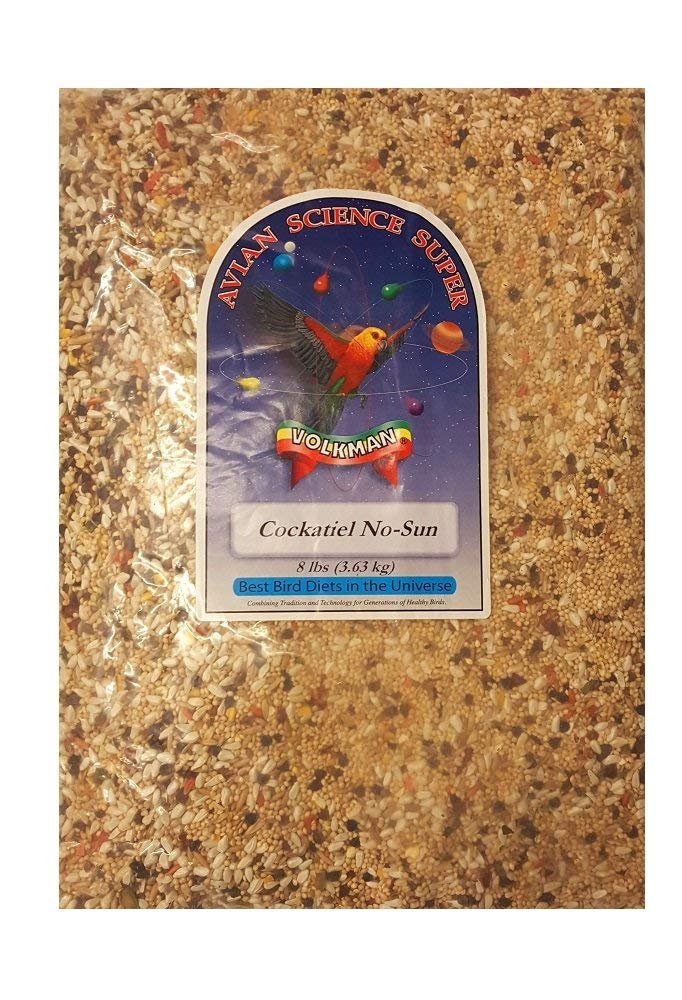 AVIAN SCIENCE SUPER
VOLKMAN®
Cockatiel No-Sun
8 lbs (3.63 kg)
Best Bird Diets in the Universe
Combining Tradition and Technology for Generations of Healthy Birds.